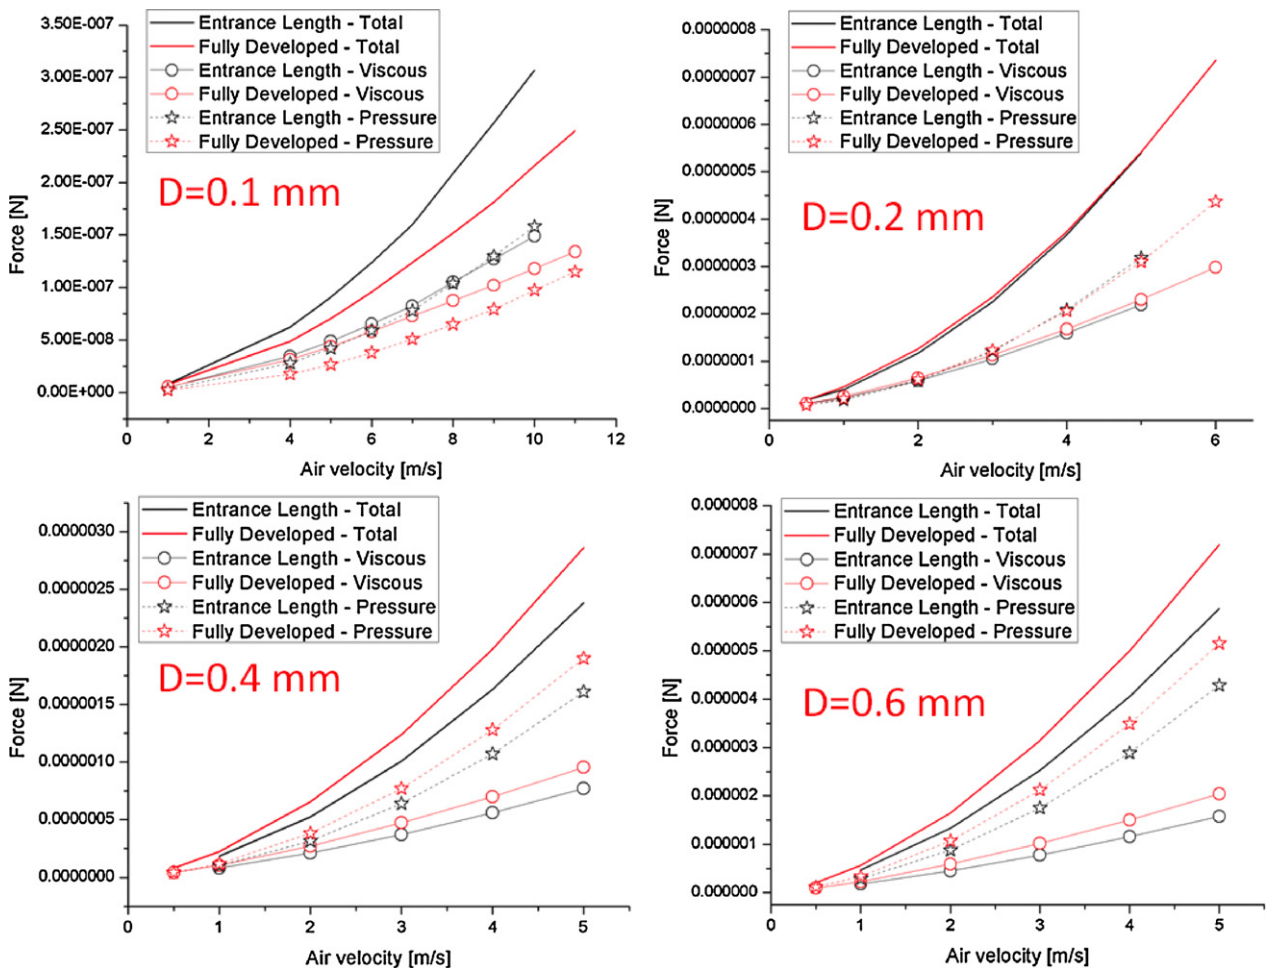 3.50E-007
3.00E-007
2.50E-007
2.00E-007
1.50E-007
1.00E-007
5.00E-008
0.00E+000
Force [N]
Entrance Length - Total
Fully Developed - Total
Entrance Length - Viscous
Fully Developed - Viscous
Entrance Length - Pressure
Fully Developed - Pressure
D=0.1 mm
0 2 4 6 8 10 12
Air velocity [m/s]
0.0000008
0.0000007
0.0000006
0.0000005
0.0000004
0.0000003
0.0000002
0.0000001
0.0000000
Force [N]
Entrance Length - Total
Fully Developed - Total
Entrance Length - Viscous
Fully Developed - Viscous
Entrance Length - Pressure
Fully Developed - Pressure
D=0.2 mm
0 2 4 6
Air velocity [m/s]
0.0000030
0.0000025
0.0000020
0.0000015
0.0000010
0.0000005
0.0000000
Force [N]
Entrance Length - Total
Fully Developed - Total
Entrance Length - Viscous
Fully Developed - Viscous
Entrance Length - Pressure
Fully Developed - Pressure
D=0.4 mm
0 1 2 3 4 5
Air velocity [m/s]
0.000008
0.000007
0.000006
0.000005
0.000004
0.000003
0.000002
0.000001
0.000000
Force [N]
Entrance Length - Total
Fully Developed - Total
Entrance Length - Viscous
Fully Developed - Viscous
Entrance Length - Pressure
Fully Developed - Pressure
D=0.6 mm
0 1 2 3 4 5
Air velocity [m/s]